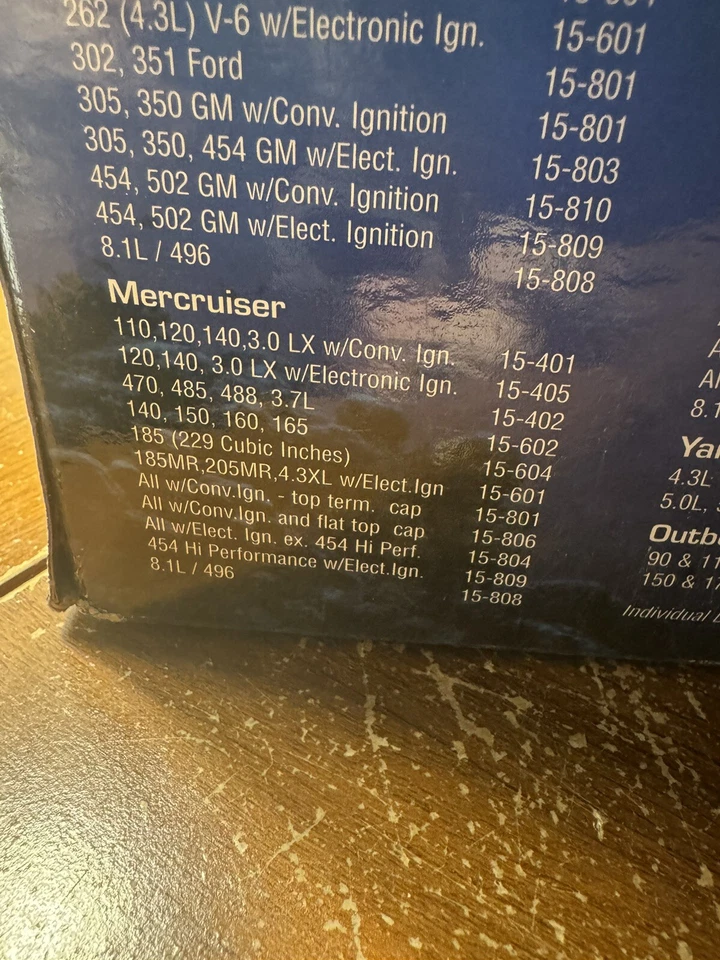 262 (4.3L) V-6 w/Electronic Ign. 15-601
302, 351 Ford 15-801
305, 350 GM w/Conv. Ignition 15-801
305, 350, 454 GM w/Elect. Ign. 15-803
454, 502 GM w/Conv. Ignition 15-810
454, 502 GM w/Elect. Ignition 15-809
8.1L / 496 15-808
Mercruiser
110,120,140,3.0 LX w/Conv. Ign. 15-401
120,140, 3.0 LX w/Electronic Ign. 15-405
470, 485, 488, 3.7L 15-402
140, 150, 160, 165 15-602
185 (229 Cubic Inches) 15-604
185MR,205MR,4.3XL w/Elect.Ign 15-601
All w/Conv.Ign. - top term. cap 15-801
All w/Conv.Ign. and flat top cap 15-806
All w/Elect. Ign. ex. 454 Hi Perf. 15-804
454 Hi Performance w/Elect.Ign. 15-809
8.1L / 496 15-808
4.3L
5.0L,
90 &
150 &
Individual